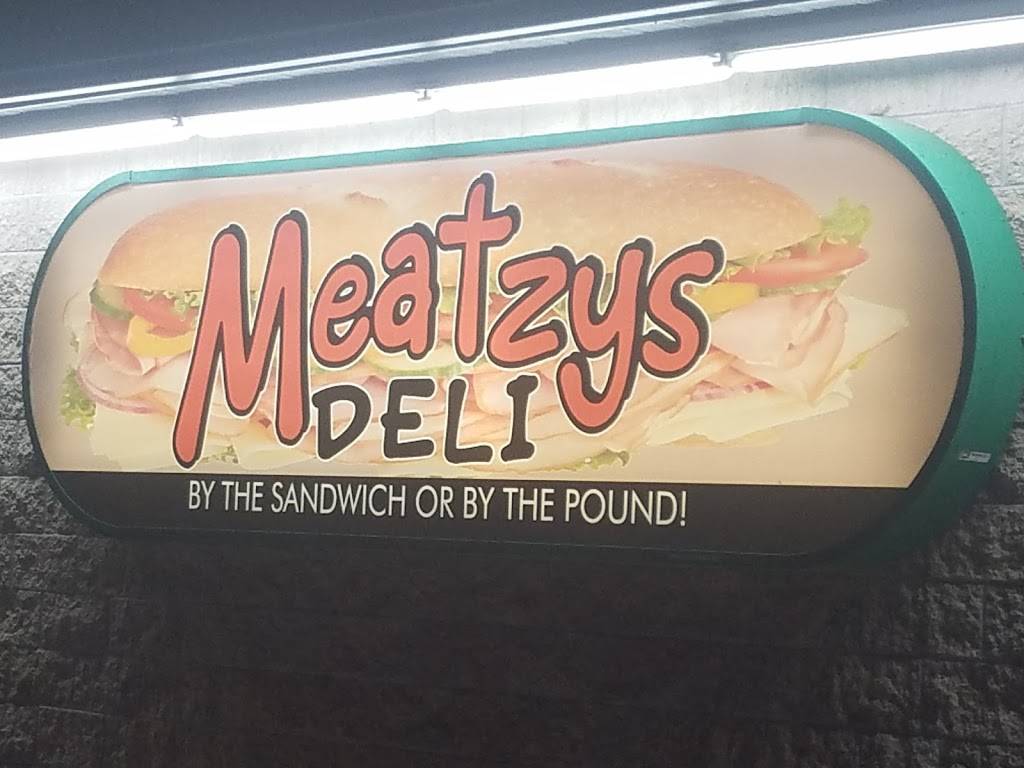 Meatzys
DELI
BY THE SANDWICH OR BY THE POUND!